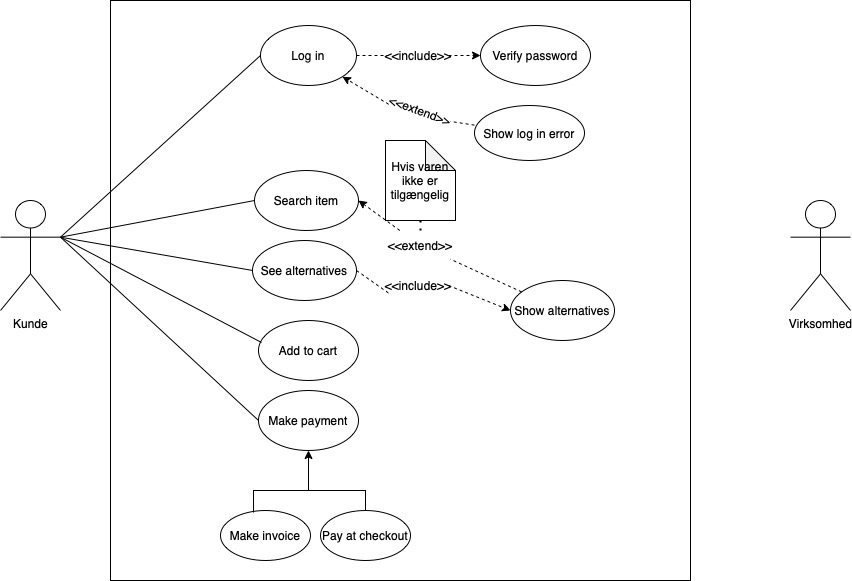 Log in
<<include>>
Verify password
<<extend>>
Show log in error
Hvis varen
ikke er
tilgængelig
Search item
<<extend>>
See alternatives
<<include>>
Show alternatives
Kunde
Virksomhed
Add to cart
Make payment
Make invoice
Pay at checkout